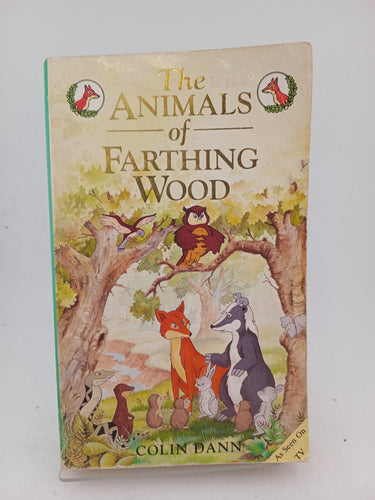 The
ANIMALS
of
FARTHING
WOOD
COLIN DANN
As Seen On
TV